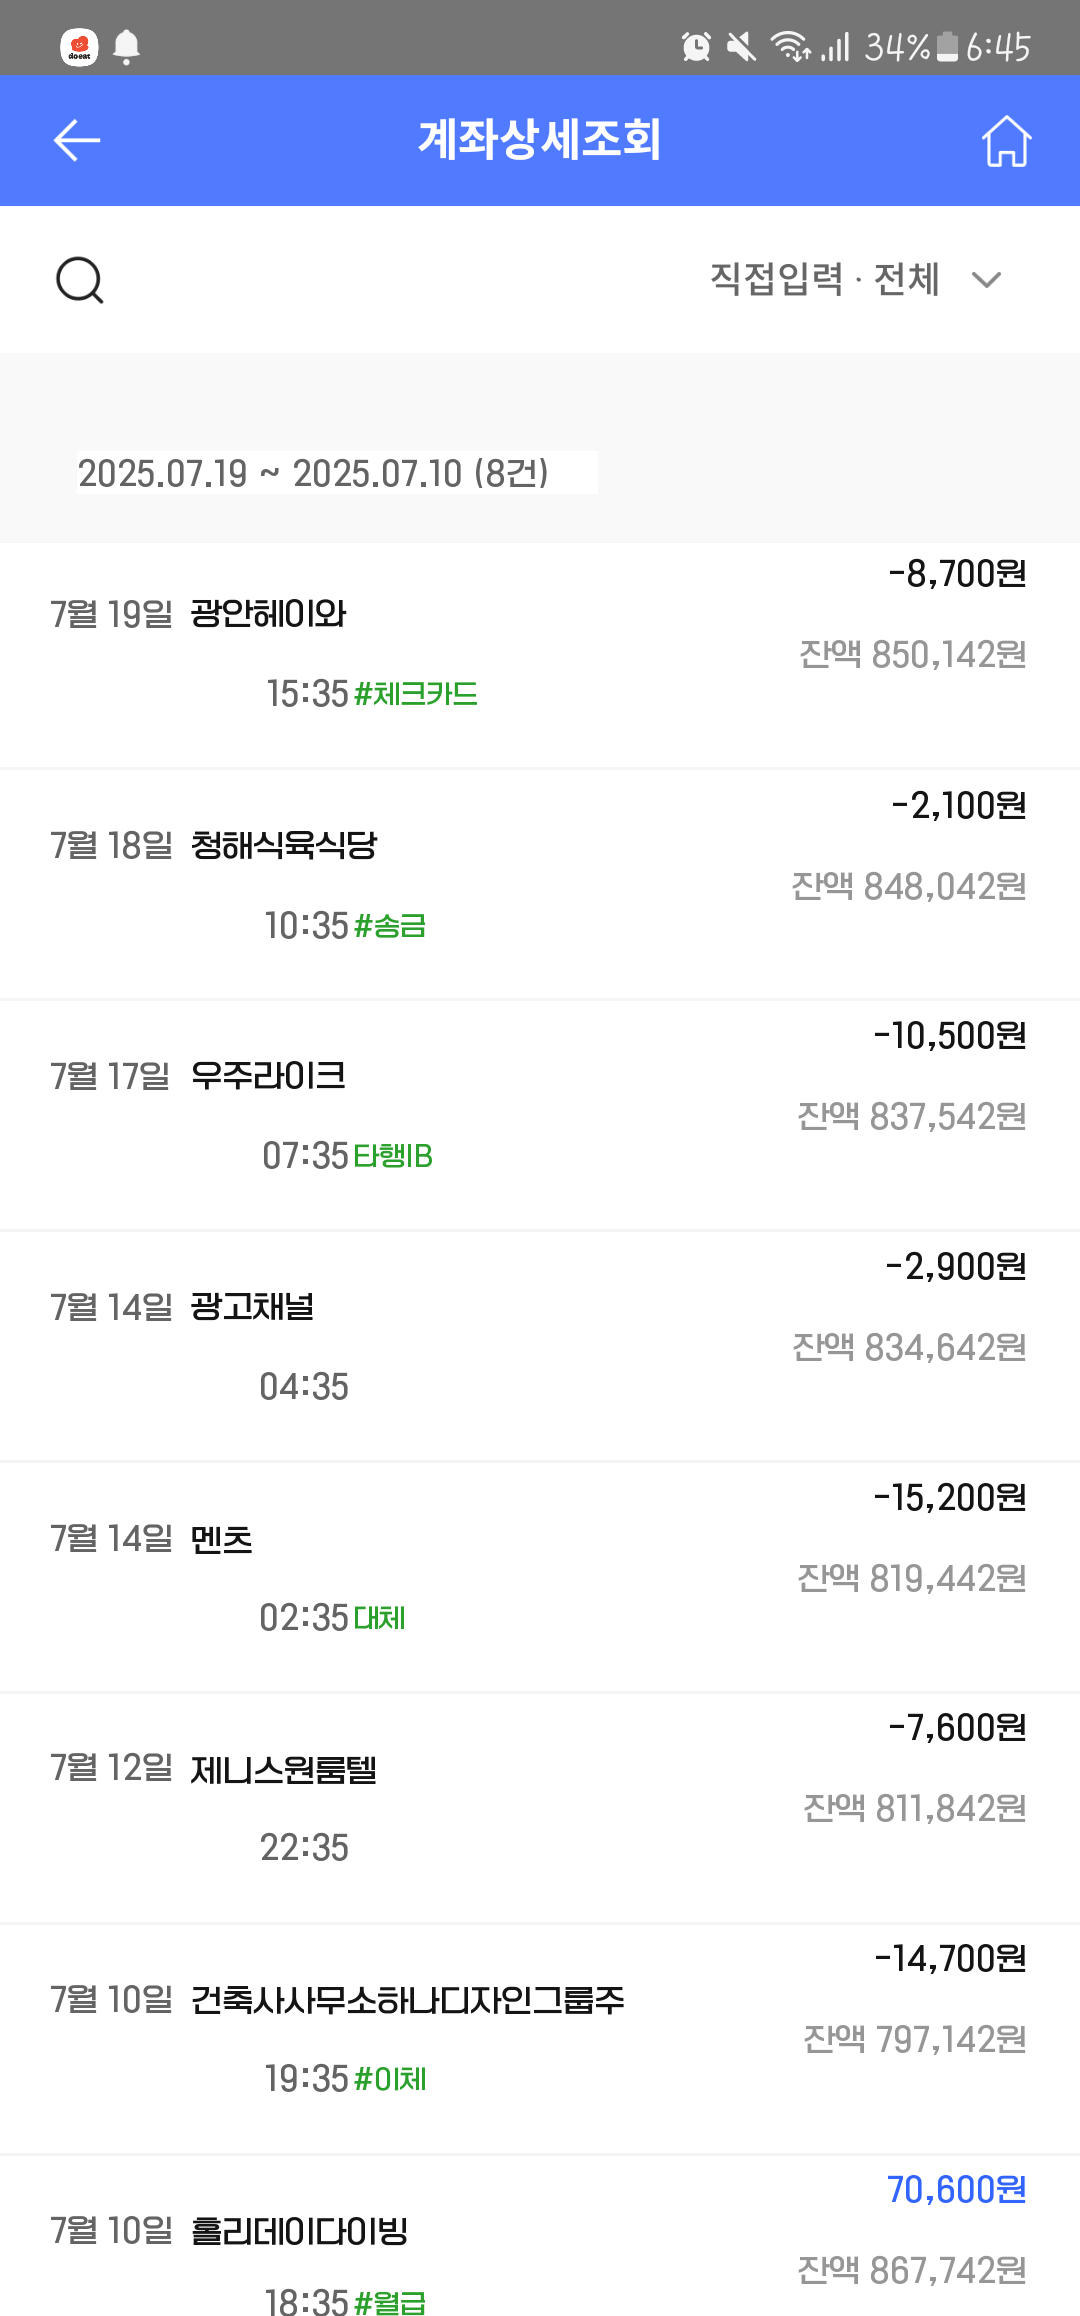 doeat
34% 6:45
계좌상세조회
직접입력 · 전체
2025.07.19 ~ 2025.07.10 (8건)
-8,700원
7월 19일 광안헤이와
잔액 850,142원
15:35 #체크카드
-2,100원
7월 18일 청해식육식당
잔액 848,042원
10:35 #송금
-10,500원
7월 17일 우주라이크
잔액 837,542원
07:35 타행IB
-2,900원
7월 14일 광고채널
잔액 834,642원
04:35
-15,200원
7월 14일 멘츠
잔액 819,442원
02:35 대체
-7,600원
7월 12일 제니스원룸텔
잔액 811,842원
22:35
-14,700원
7월 10일 건축사사무소하나디자인그룹주
잔액 797,142원
19:35 #이체
70,600원
7월 10일 홀리데이다이빙
잔액 867,742원
18:35 #월급